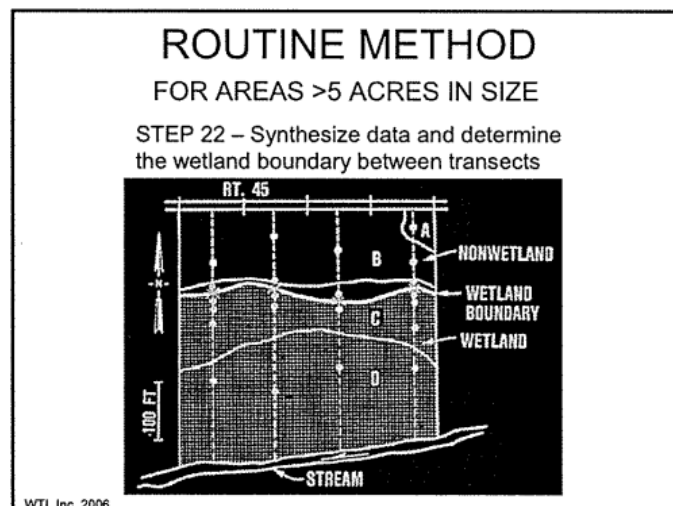 ROUTINE METHOD
FOR AREAS >5 ACRES IN SIZE
STEP 22 – Synthesize data and determine
the wetland boundary between transects
RT. 45
A
B
NONWETLAND
-N-
WETLAND
BOUNDARY
C
WETLAND
D
100 FT
STREAM
WTI, Inc. 2006